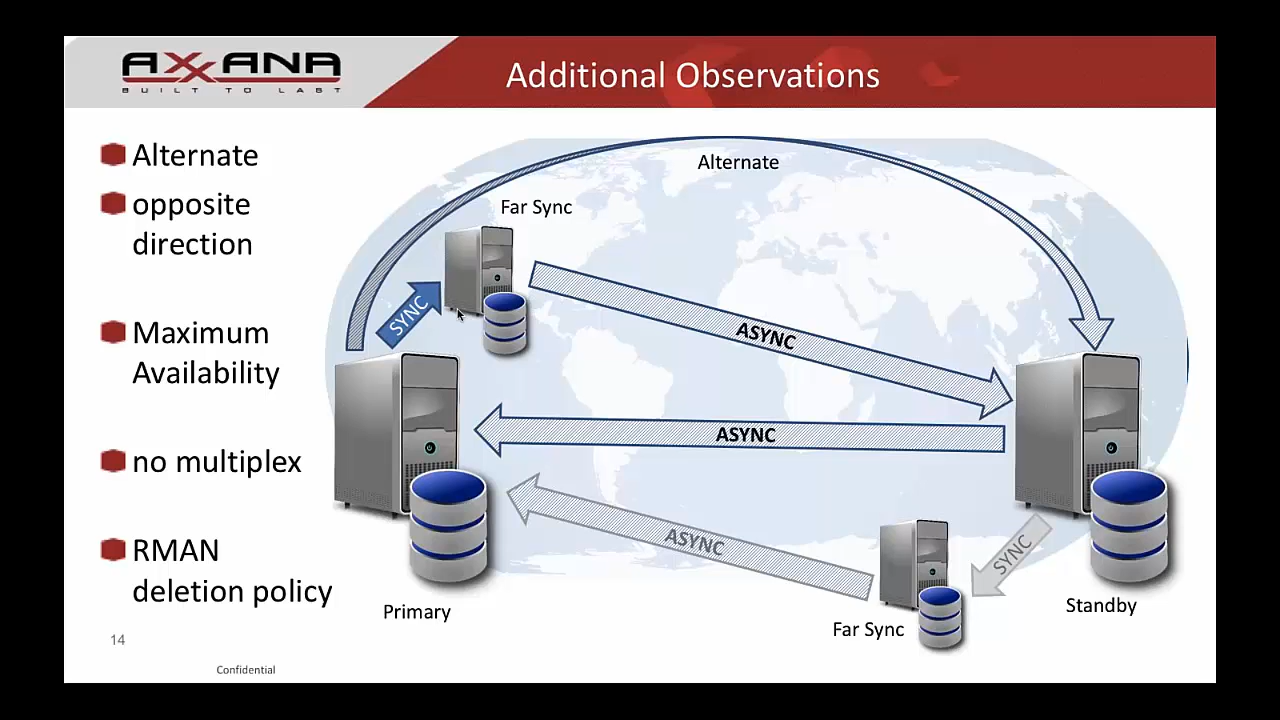 AXXANA
BUILT TO LAST
Additional Observations
Alternate
opposite
direction
Maximum
Availability
no multiplex
RMAN
deletion policy
14
Confidential
Alternate
Far Sync
SYNC
ASYNC
ASYNC
ASYNC
SYNC
Primary
Far Sync
Standby